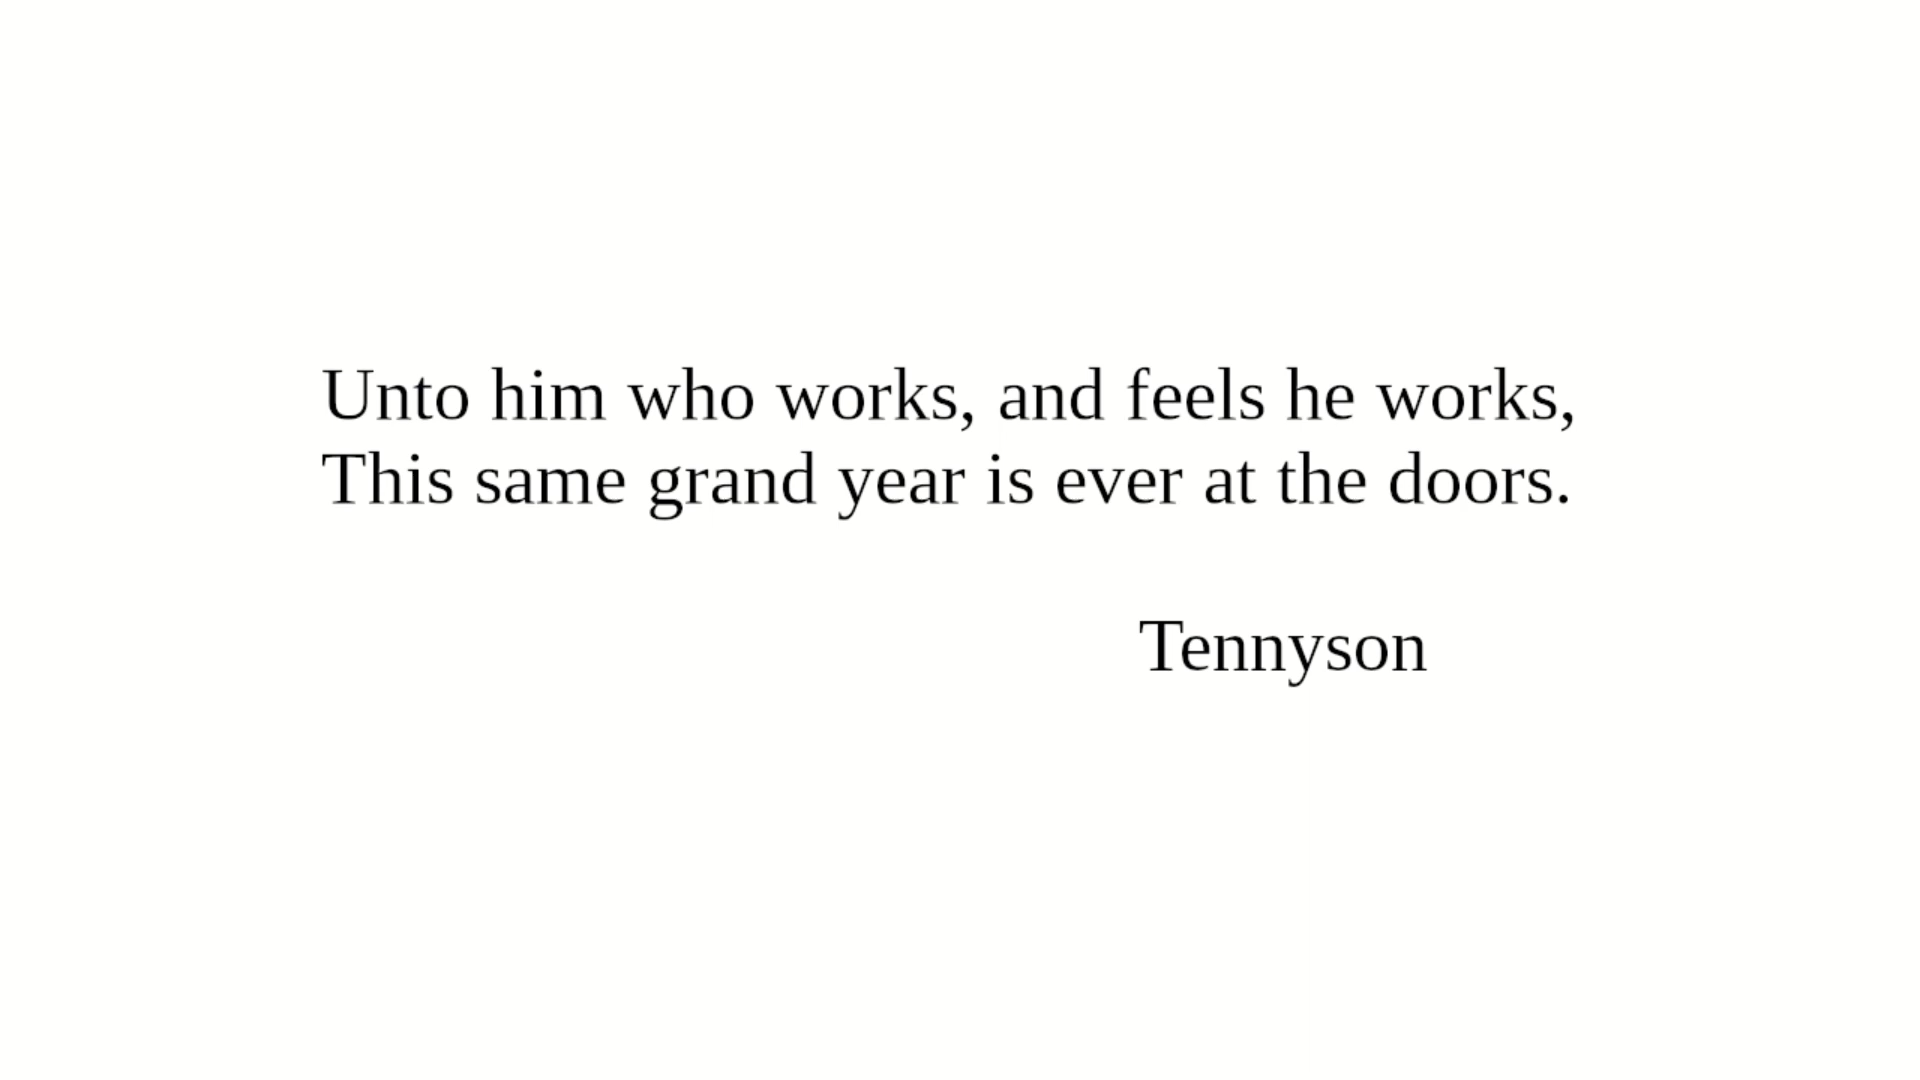 Unto him who works, and feels he works,
This same grand year is ever at the doors.
Tennyson